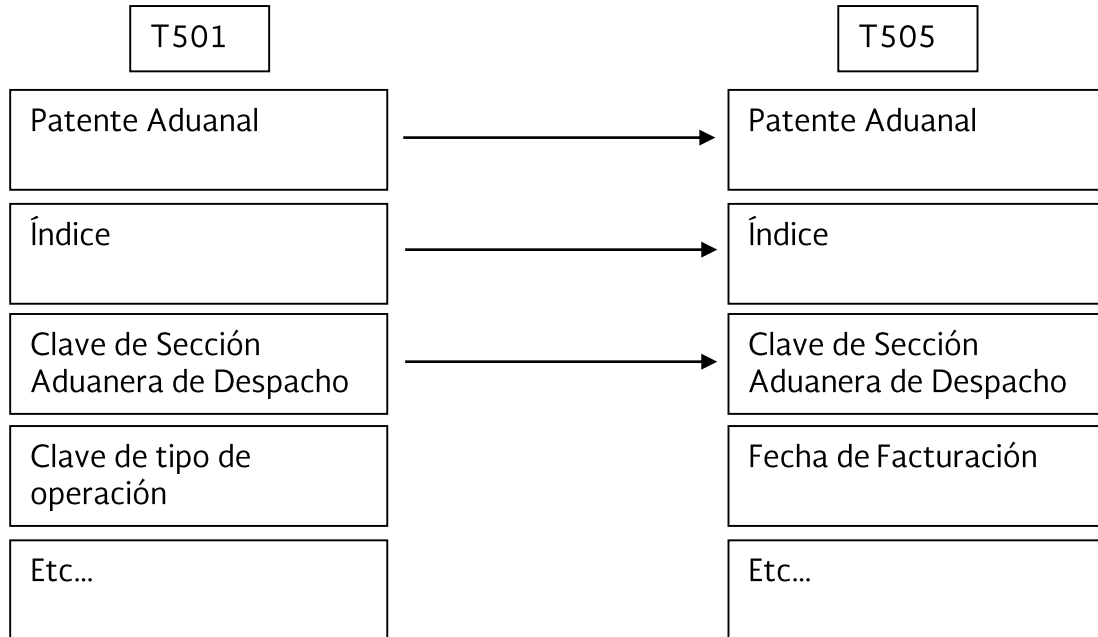 T501
Patente Aduanal
Índice
Clave de Sección
Aduanera de Despacho
Clave de tipo de
operación
Etc...
T505
Patente Aduanal
Índice
Clave de Sección
Aduanera de Despacho
Fecha de Facturación
Etc...